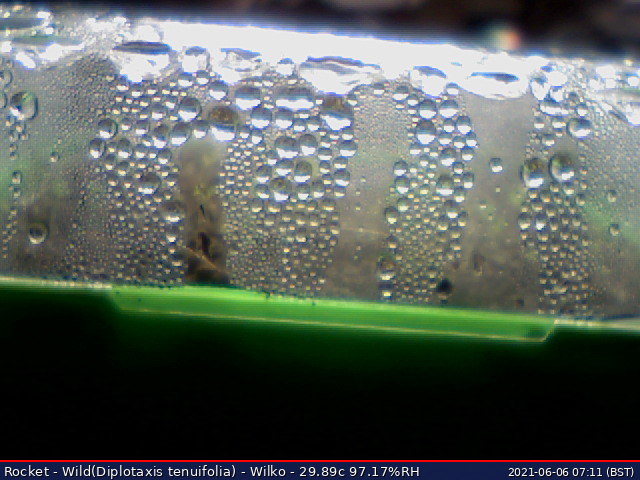 Rocket - Wild(Diplotaxis tenuifolia) - Wilko - 29.89c 97.17%RH
2021-06-06 07:11 (BST)